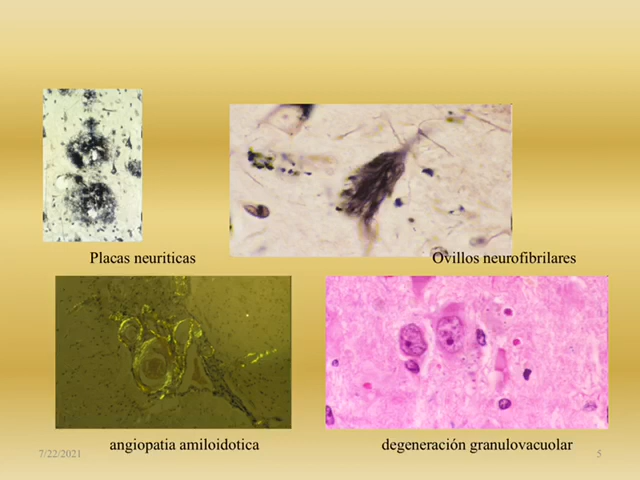 Placas neuriticas
Ovillos neurofibrilares
angiopatia amiloidotica
degeneración granulovacuolar
7/22/2021
5